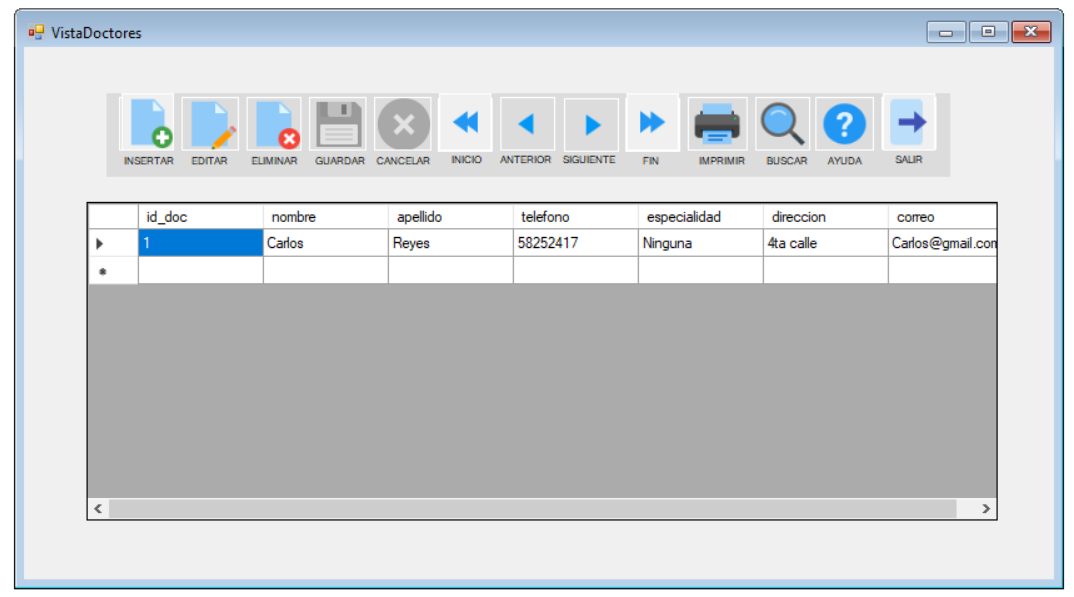 VistaDoctores
INSERTAR EDITAR ELIMINAR GUARDAR CANCELAR INICIO ANTERIOR SIGUIENTE FIN IMPRIMIR BUSCAR AYUDA SALIR
id_doc nombre apellido telefono especialidad direccion correo
1 Carlos Reyes 58252417 Ninguna 4ta calle Carlos@gmail.com